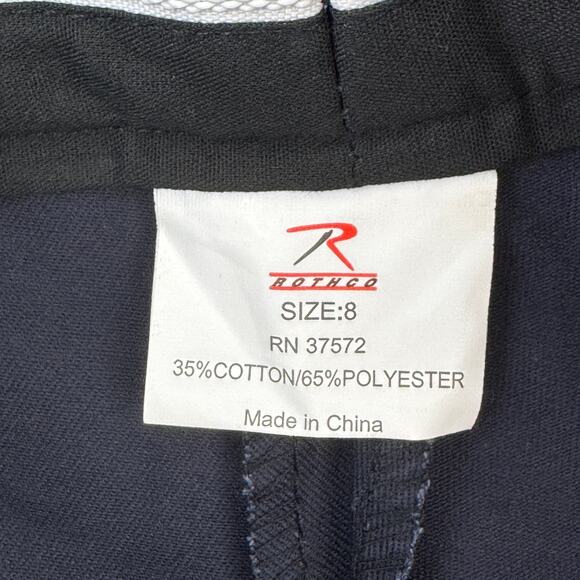 ROTHCO
SIZE:8
RN 37572
35%COTTON/65%POLYESTER
Made in China